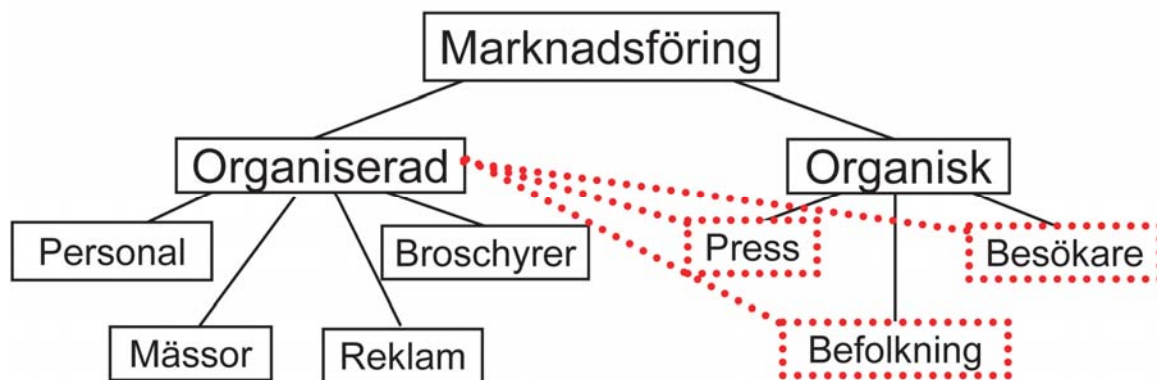 Marknadsföring
Organiserad
Organisk
Personal
Broschyrer
Press
Besökare
Mässor
Reklam
Befolkning